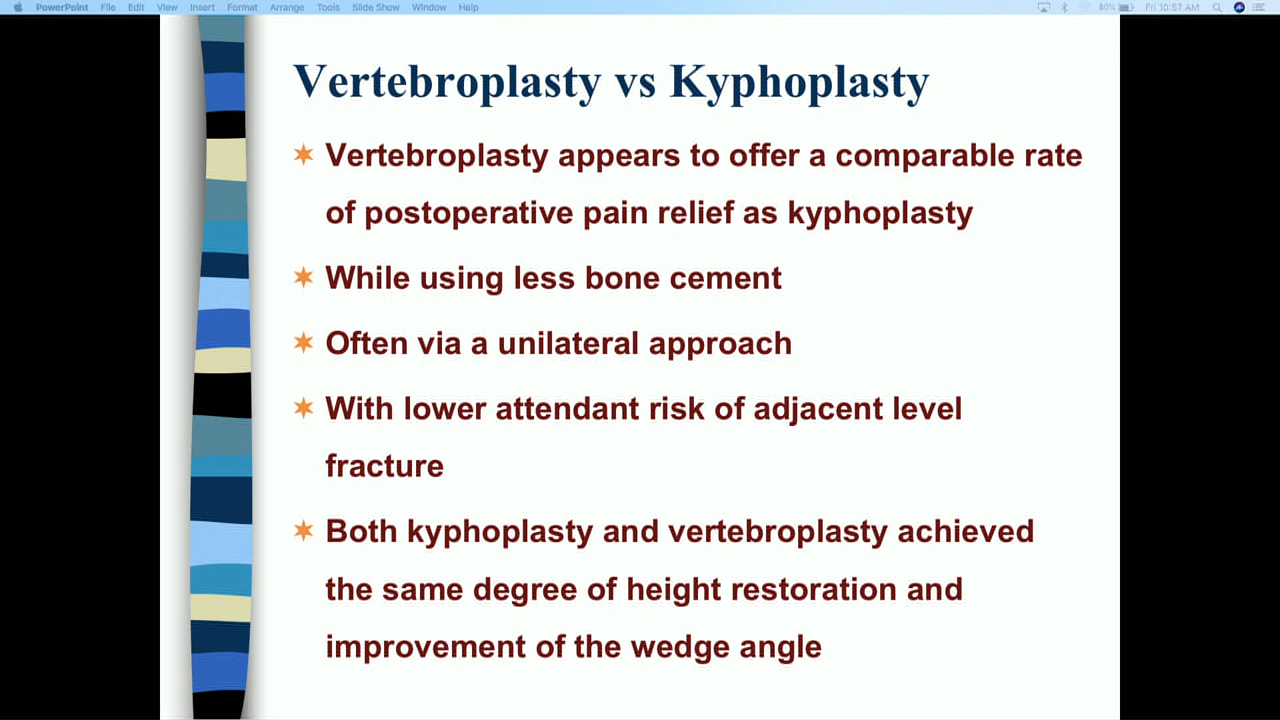 PowerPoint File Edit View Insert Format Arrange Tools Slide Show Window Help 80% Fri 10:57 AM
Vertebroplasty vs Kyphoplasty
Vertebroplasty appears to offer a comparable rate
of postoperative pain relief as kyphoplasty
While using less bone cement
Often via a unilateral approach
With lower attendant risk of adjacent level
fracture
Both kyphoplasty and vertebroplasty achieved
the same degree of height restoration and
improvement of the wedge angle